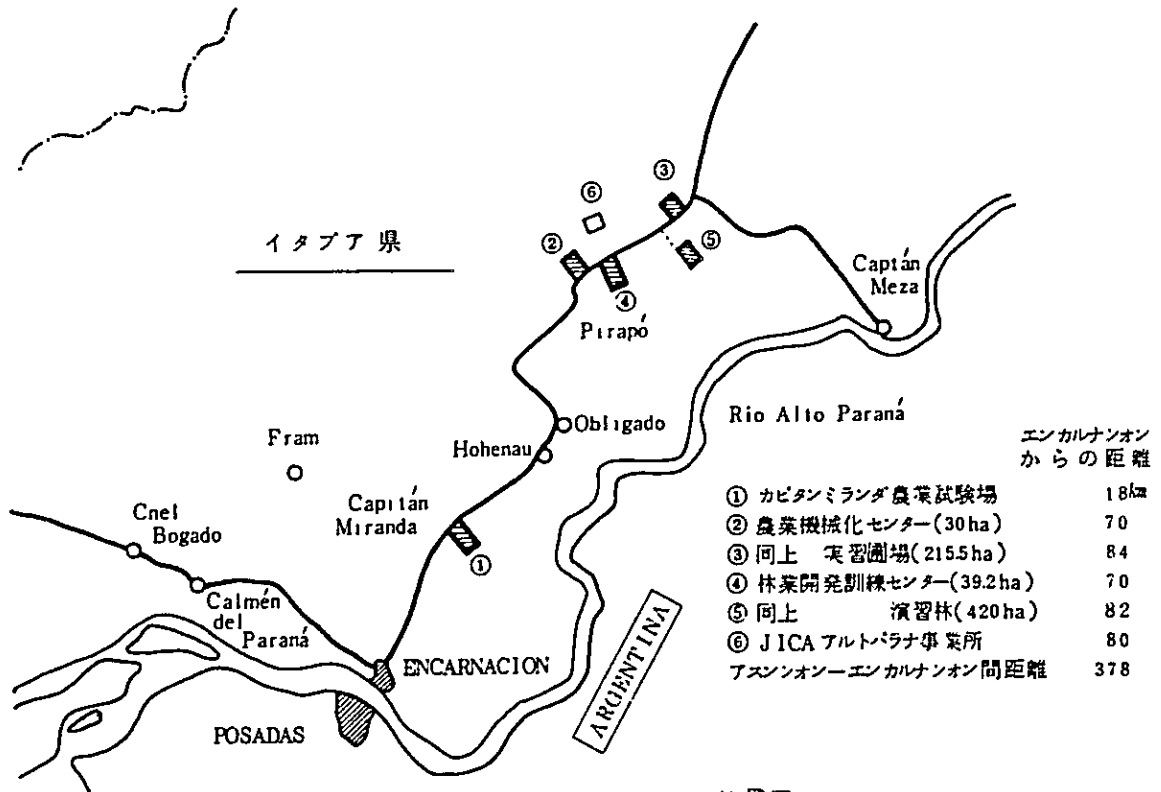 イタプア県
⑥
③
②
⑤
④
Pirapó
Captán
Meza
Obligado
Hohenau
Rio Alto Paraná
Fram
Capitán
Miranda
①
Cnel
Bogado
Calmén
del
Paraná
ENCARNACION
POSADAS
ARGENTINA
エンカルナンオン
からの距離
① カピタンミランダ農業試験場 18km
② 農業機械化センター(30ha) 70
③ 同上 実習圃場(215.5ha) 84
④ 林業開発訓練センター(39.2ha) 70
⑤ 同上 演習林(420ha) 82
⑥ JICAアルトパラナ事業所 80
アスンンオンーエンカルナンオン間距離 378